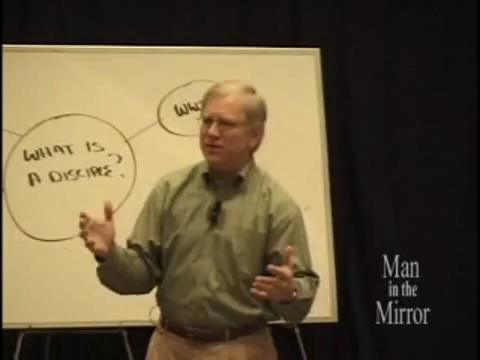 WHAT IS
A DISCIPLE?
Man
in the
Mirror